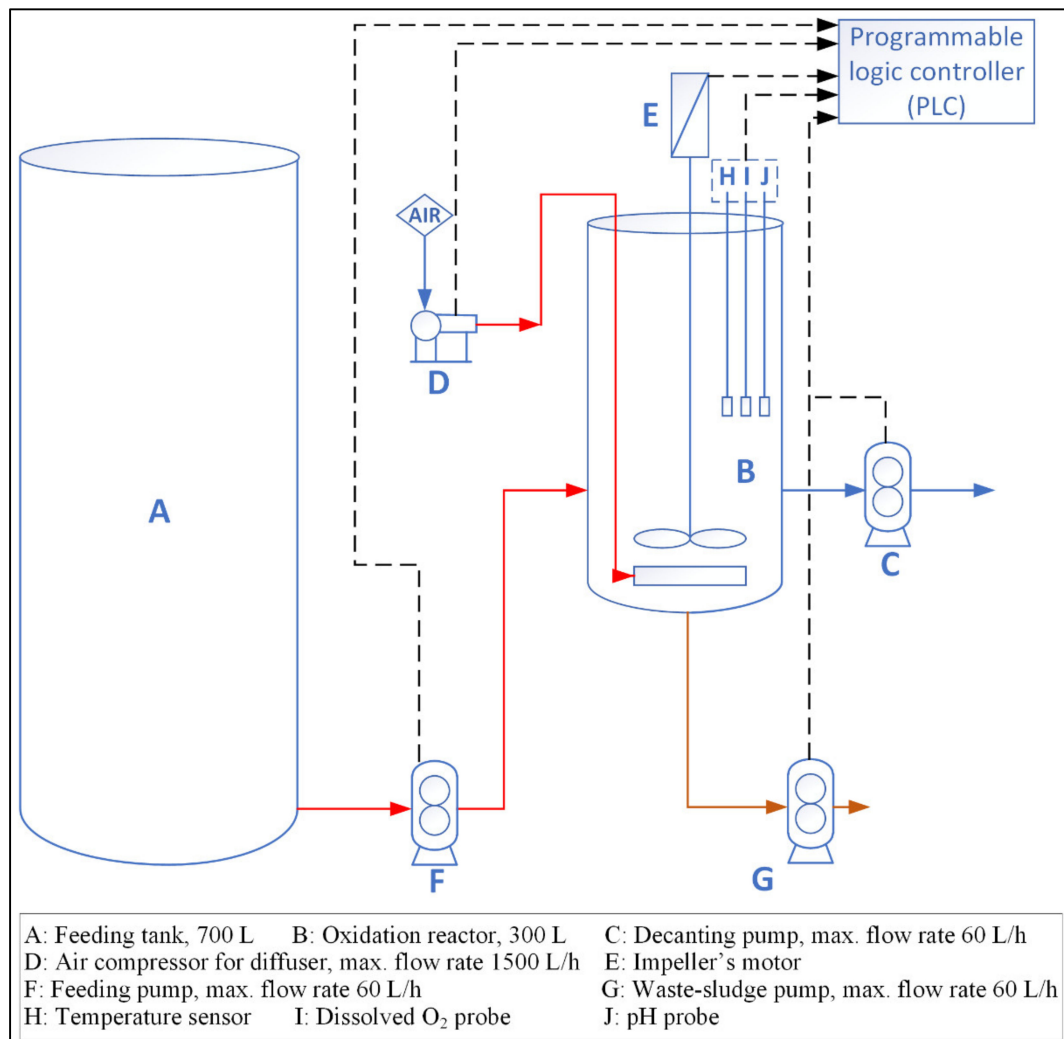 Programmable
logic controller
(PLC)
E
H I J
AIR
D
A
B
C
F
G
A: Feeding tank, 700 L B: Oxidation reactor, 300 L C: Decanting pump, max. flow rate 60 L/h
D: Air compressor for diffuser, max. flow rate 1500 L/h E: Impeller's motor
F: Feeding pump, max. flow rate 60 L/h G: Waste-sludge pump, max. flow rate 60 L/h
H: Temperature sensor I: Dissolved O₂ probe J: pH probe